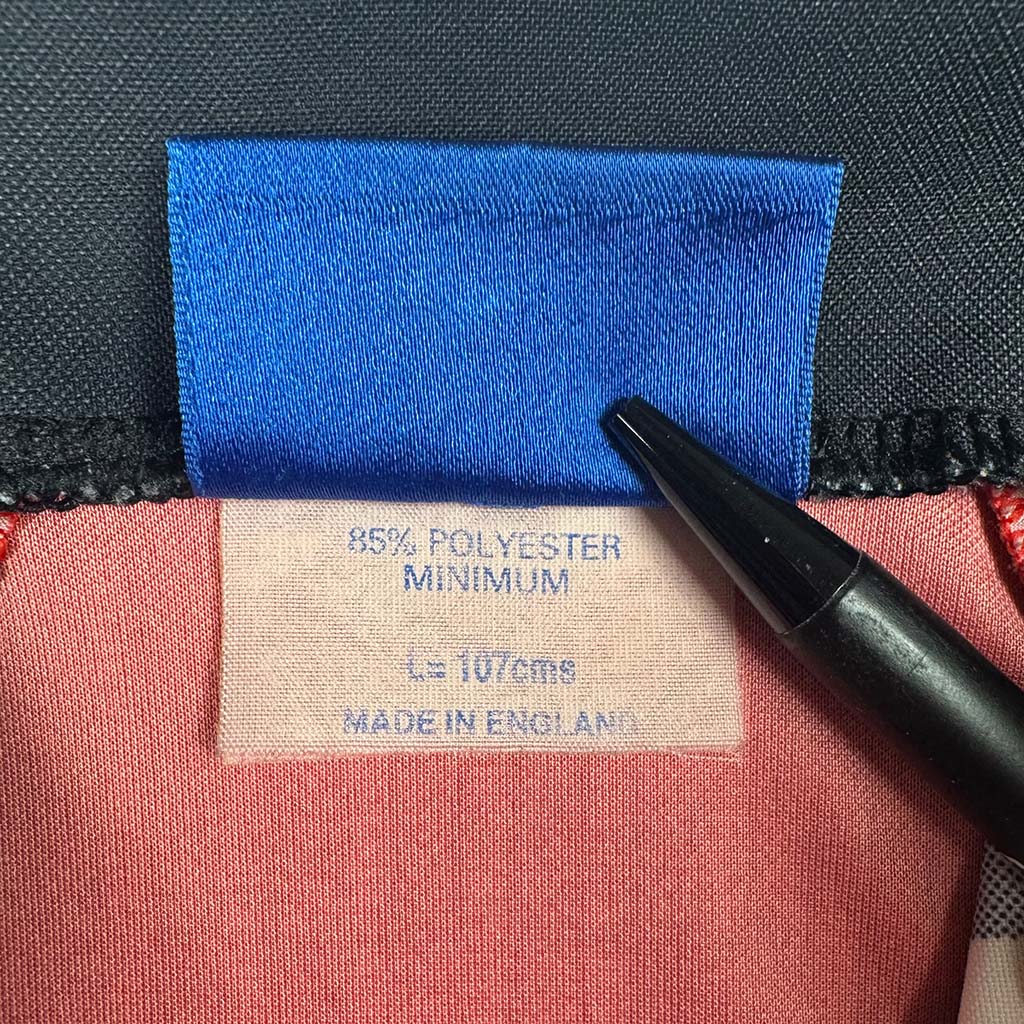 85% POLYESTER
MINIMUM
L= 107cms
MADE IN ENGLAND